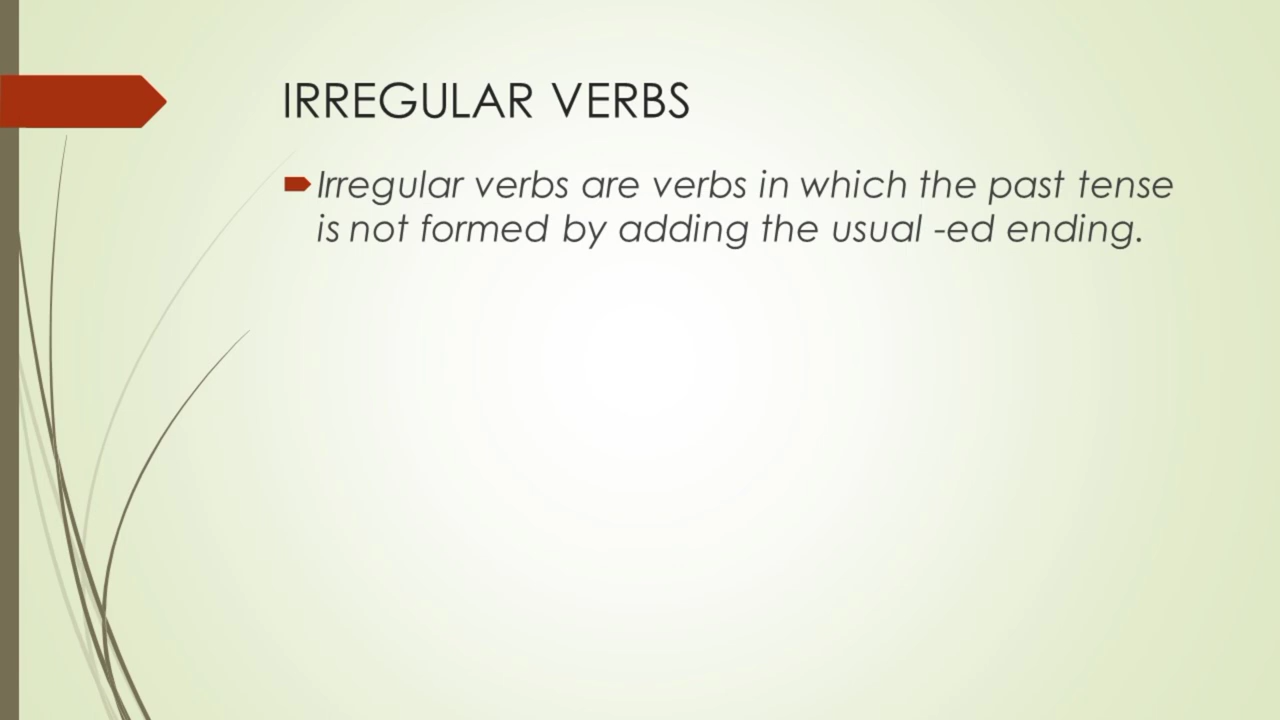 IRREGULAR VERBS
Irregular verbs are verbs in which the past tense
is not formed by adding the usual -ed ending.